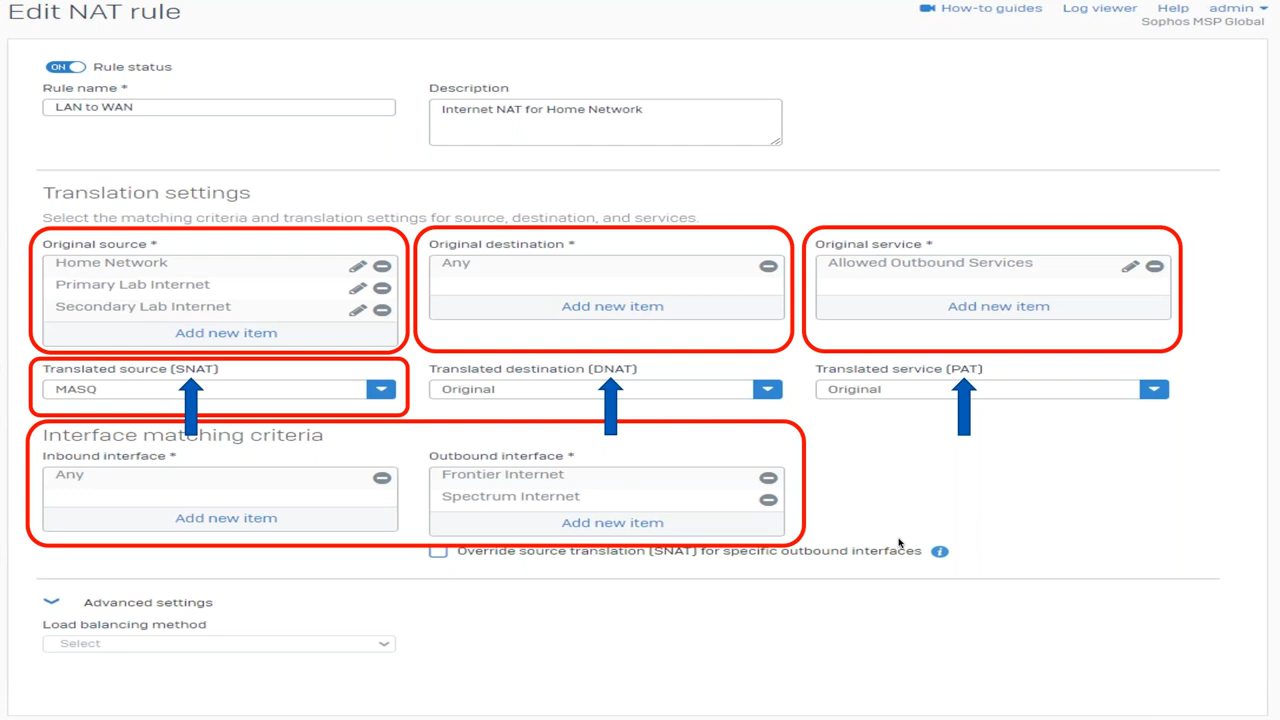 Edit NAT rule
How-to guides Log viewer Help admin
Sophos MSP Global
ON Rule status
Rule name * Description
LAN to WAN Internet NAT for Home Network
Translation settings
Select the matching criteria and translation settings for source, destination, and services.
Original source * Original destination * Original service *
Home Network Any Allowed Outbound Services
Primary Lab Internet
Secondary Lab Internet
Add new item Add new item
Add new item
Translated source (SNAT) Translated destination (DNAT) Translated service (PAT)
MASQ Original Original
Interface matching criteria
Inbound interface * Outbound interface *
Any Frontier Internet
Spectrum Internet
Add new item Add new item
Override source translation (SNAT) for specific outbound interfaces
Advanced settings
Load balancing method
Select